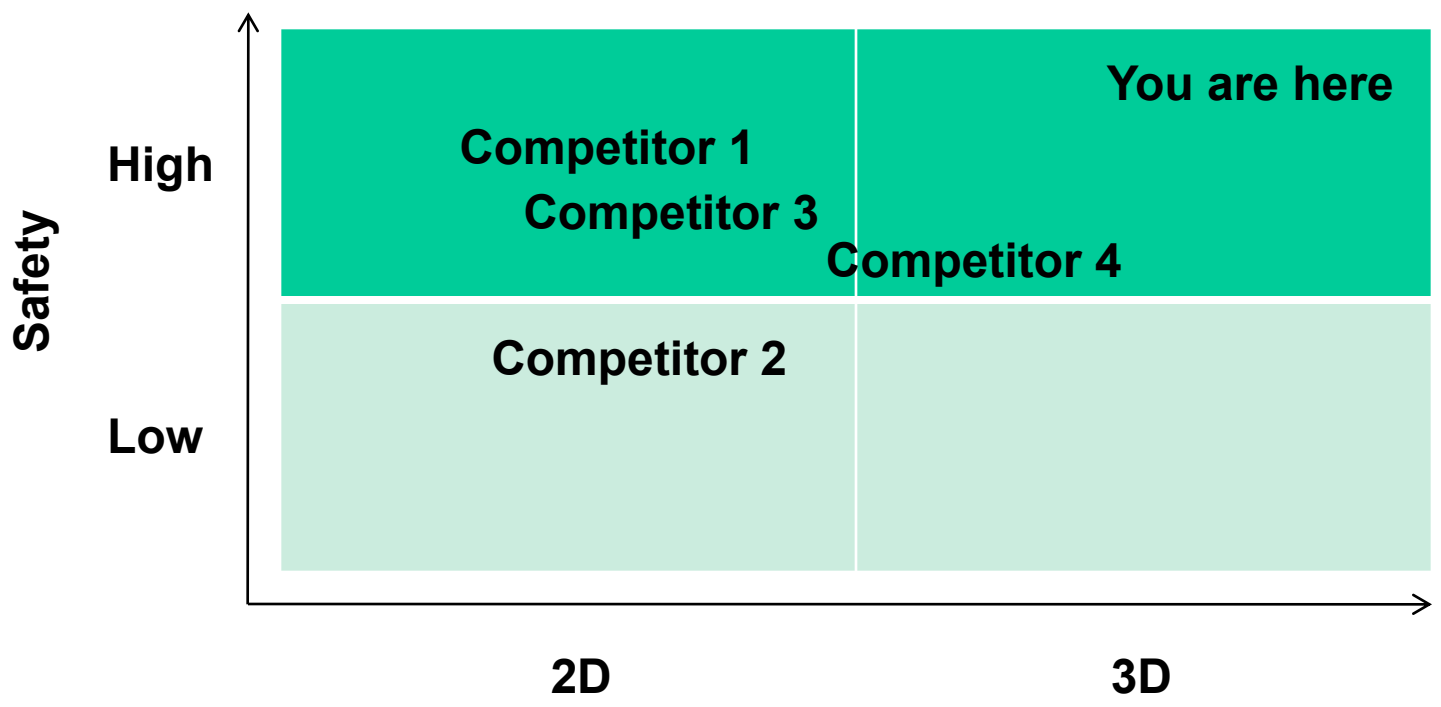 You are here
Competitor 1
High
Competitor 3
Competitor 4
Safety
Competitor 2
Low
2D
3D